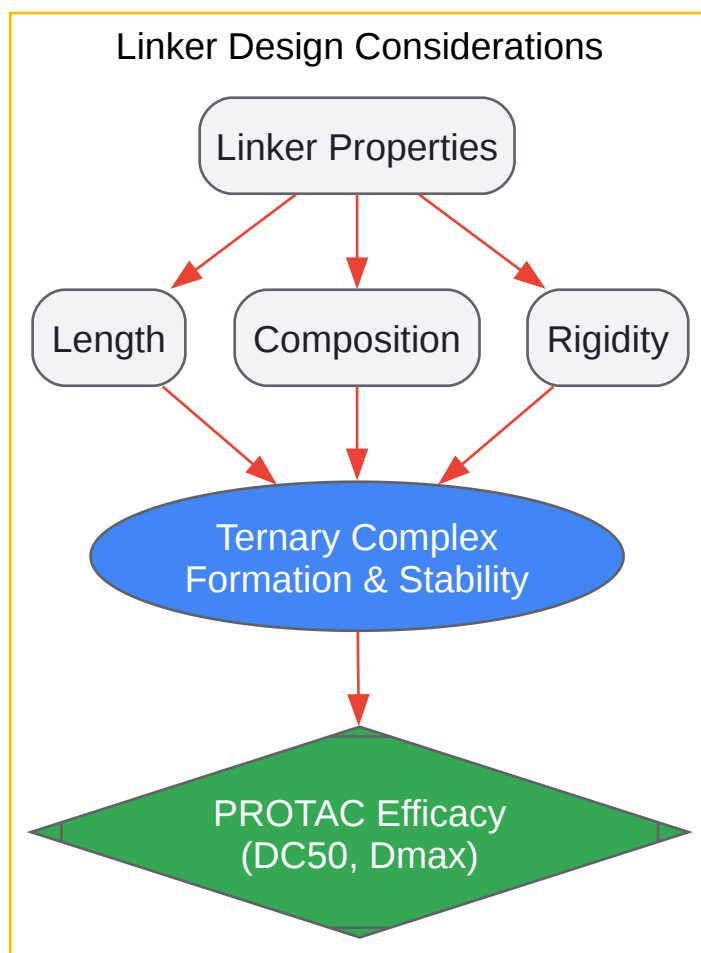 Linker Design Considerations
Linker Properties
Length
Composition
Rigidity
Ternary Complex
Formation & Stability
PROTAC Efficacy
(DC50, Dmax)